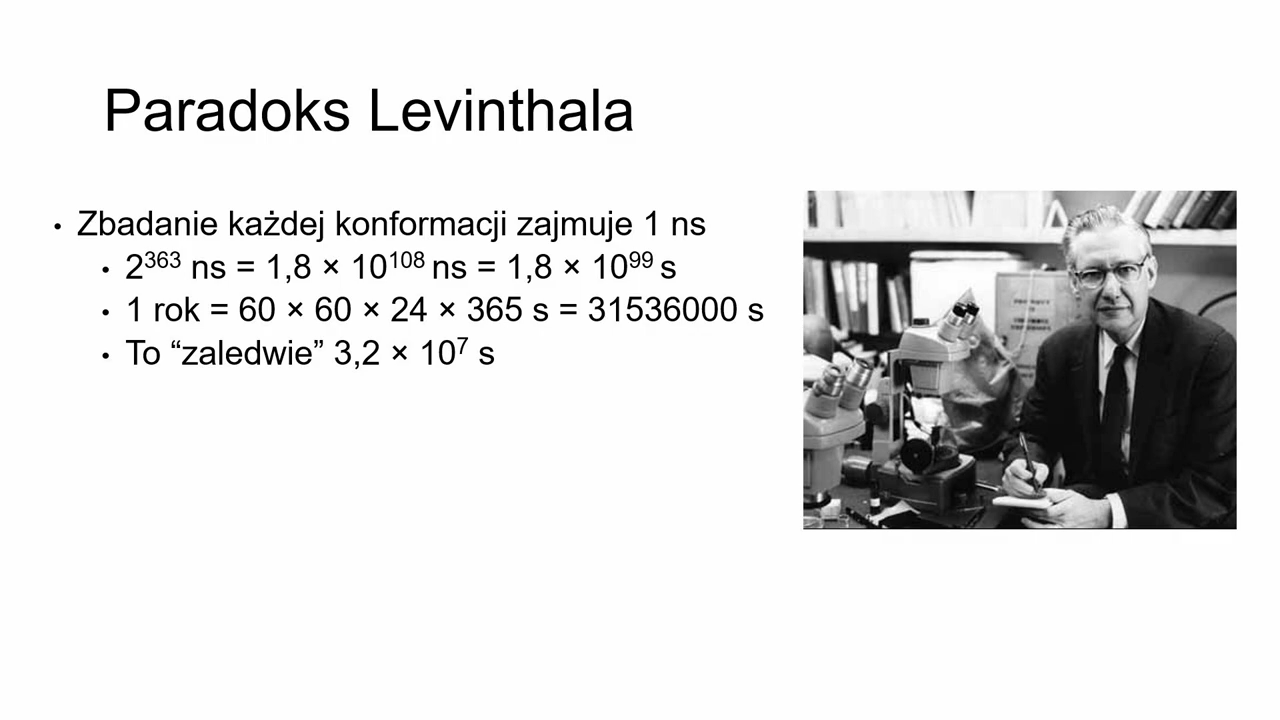 Paradoks Levinthala
• Zbadanie każdej konformacji zajmuje 1 ns
• 2³⁶³ ns = 1,8 × 10¹⁰⁸ ns = 1,8 × 10⁹⁹ s
• 1 rok = 60 × 60 × 24 × 365 s = 31536000 s
• To “zaledwie” 3,2 × 10⁷ s